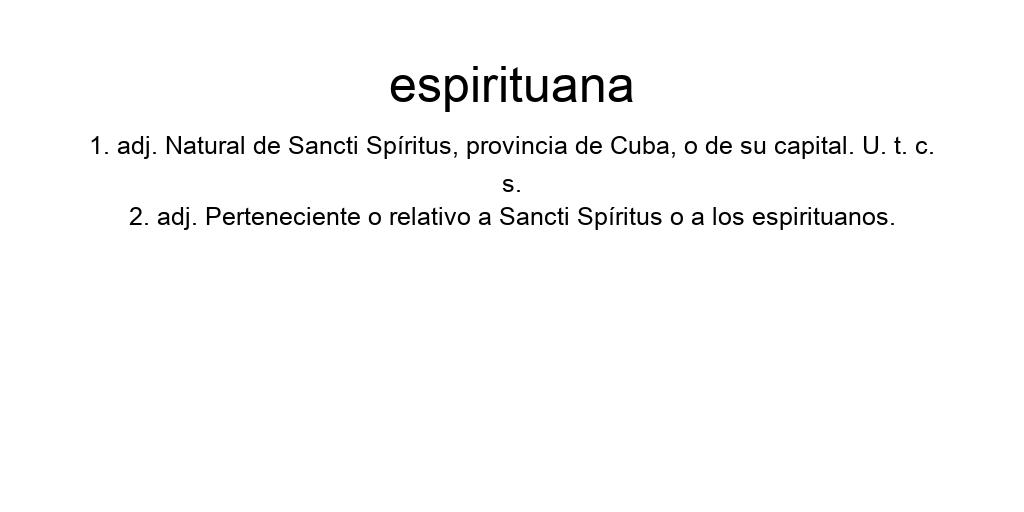 espirituana
1. adj. Natural de Sancti Spíritus, provincia de Cuba, o de su capital. U. t. c.
s.
2. adj. Perteneciente o relativo a Sancti Spíritus o a los espirituanos.